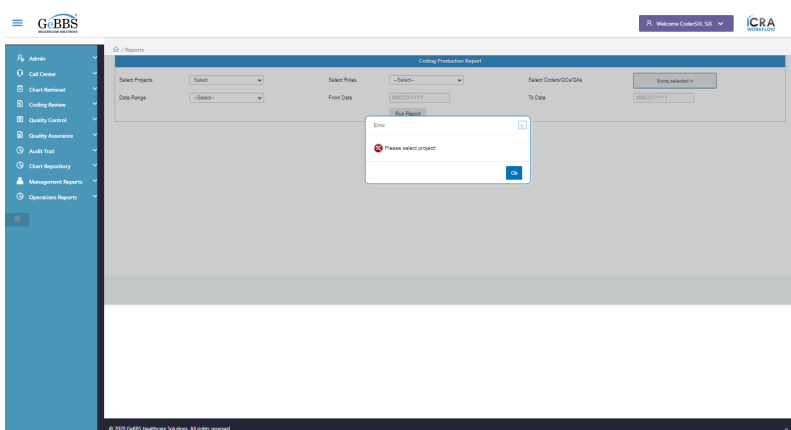 GeBBS
HEALTHCARE SOLUTIONS
Welcome CoderSIX, SIX
iCRA
WORKFLOW
/ Reports
Admin
Call Center
Chart Retrieval
Coding Review
Quality Control
Quality Assurance
Audit Trail
Chart Repository
Management Reports
Operations Reports
Coding Production Report
Select Projects
Select
Select Roles
--Select--
Select Coders/QCs/QAs
None selected
Date Range
--Select--
From Date
MM/DD/YYYY
To Date
MM/DD/YYYY
Run Report
Error
x
Please select project!
Ok
© 2020 GeBBS Healthcare Solutions. All rights reserved